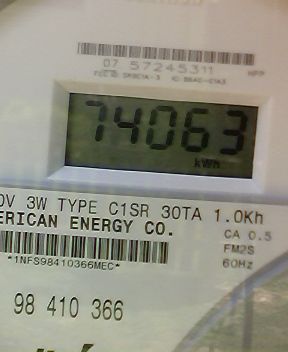 07 57245311
74063
kWh
0V 3W TYPE C1SR 30TA 1.0Kh
ERICAN ENERGY CO.
CA 0.5
*1NFS98410366MEC*
FM2S
60Hz
98 410 366